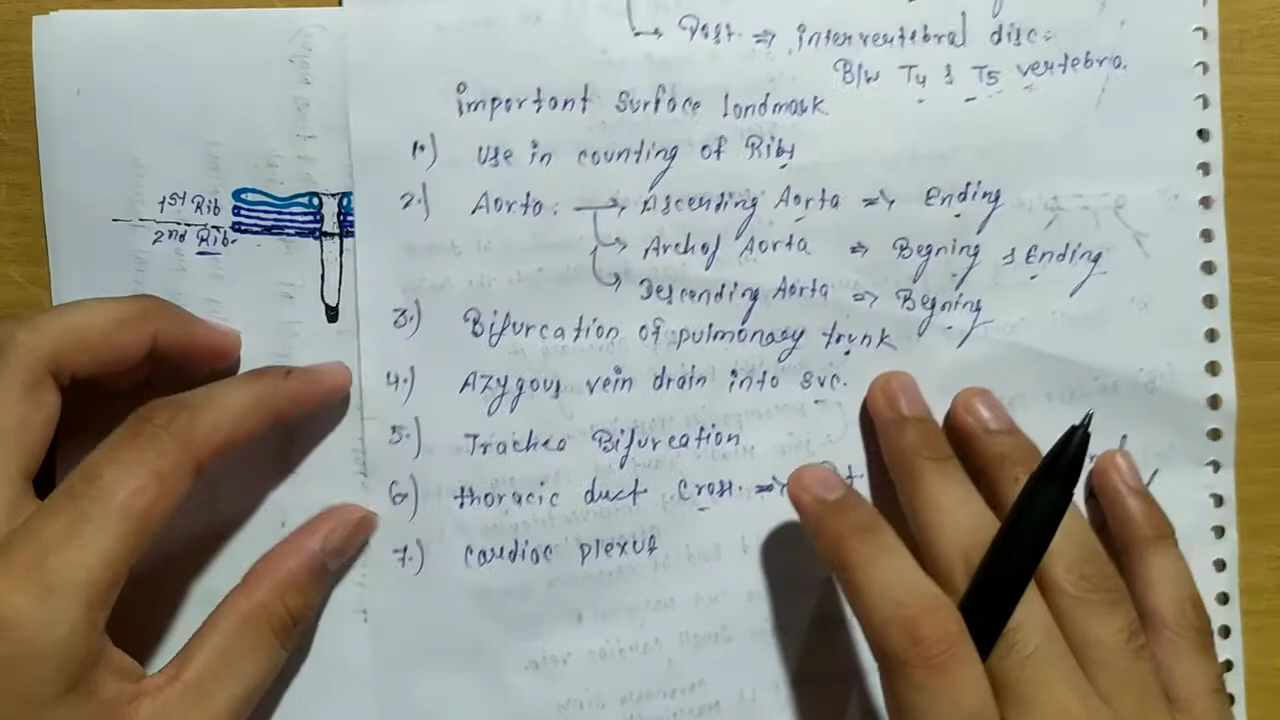 Post. ⇒ intervertebral disc.
B/w T4 & T5 vertebra.
important Surface landmark
1.) Use in counting of Ribs
2.) Aorta. → Ascending Aorta ⇒ Ending
→ Arch of Aorta ⇒ Begning & Ending
→ Descending Aorta ⇒ Begning
3.) Bifurcation of pulmonary trunk
4.) Azygous vein drain into SVC.
5.) Trachea Bifurcation
6.) thoracic duct Cross. ⇒
7.) Cardiac plexus
1st Rib
2nd Rib.